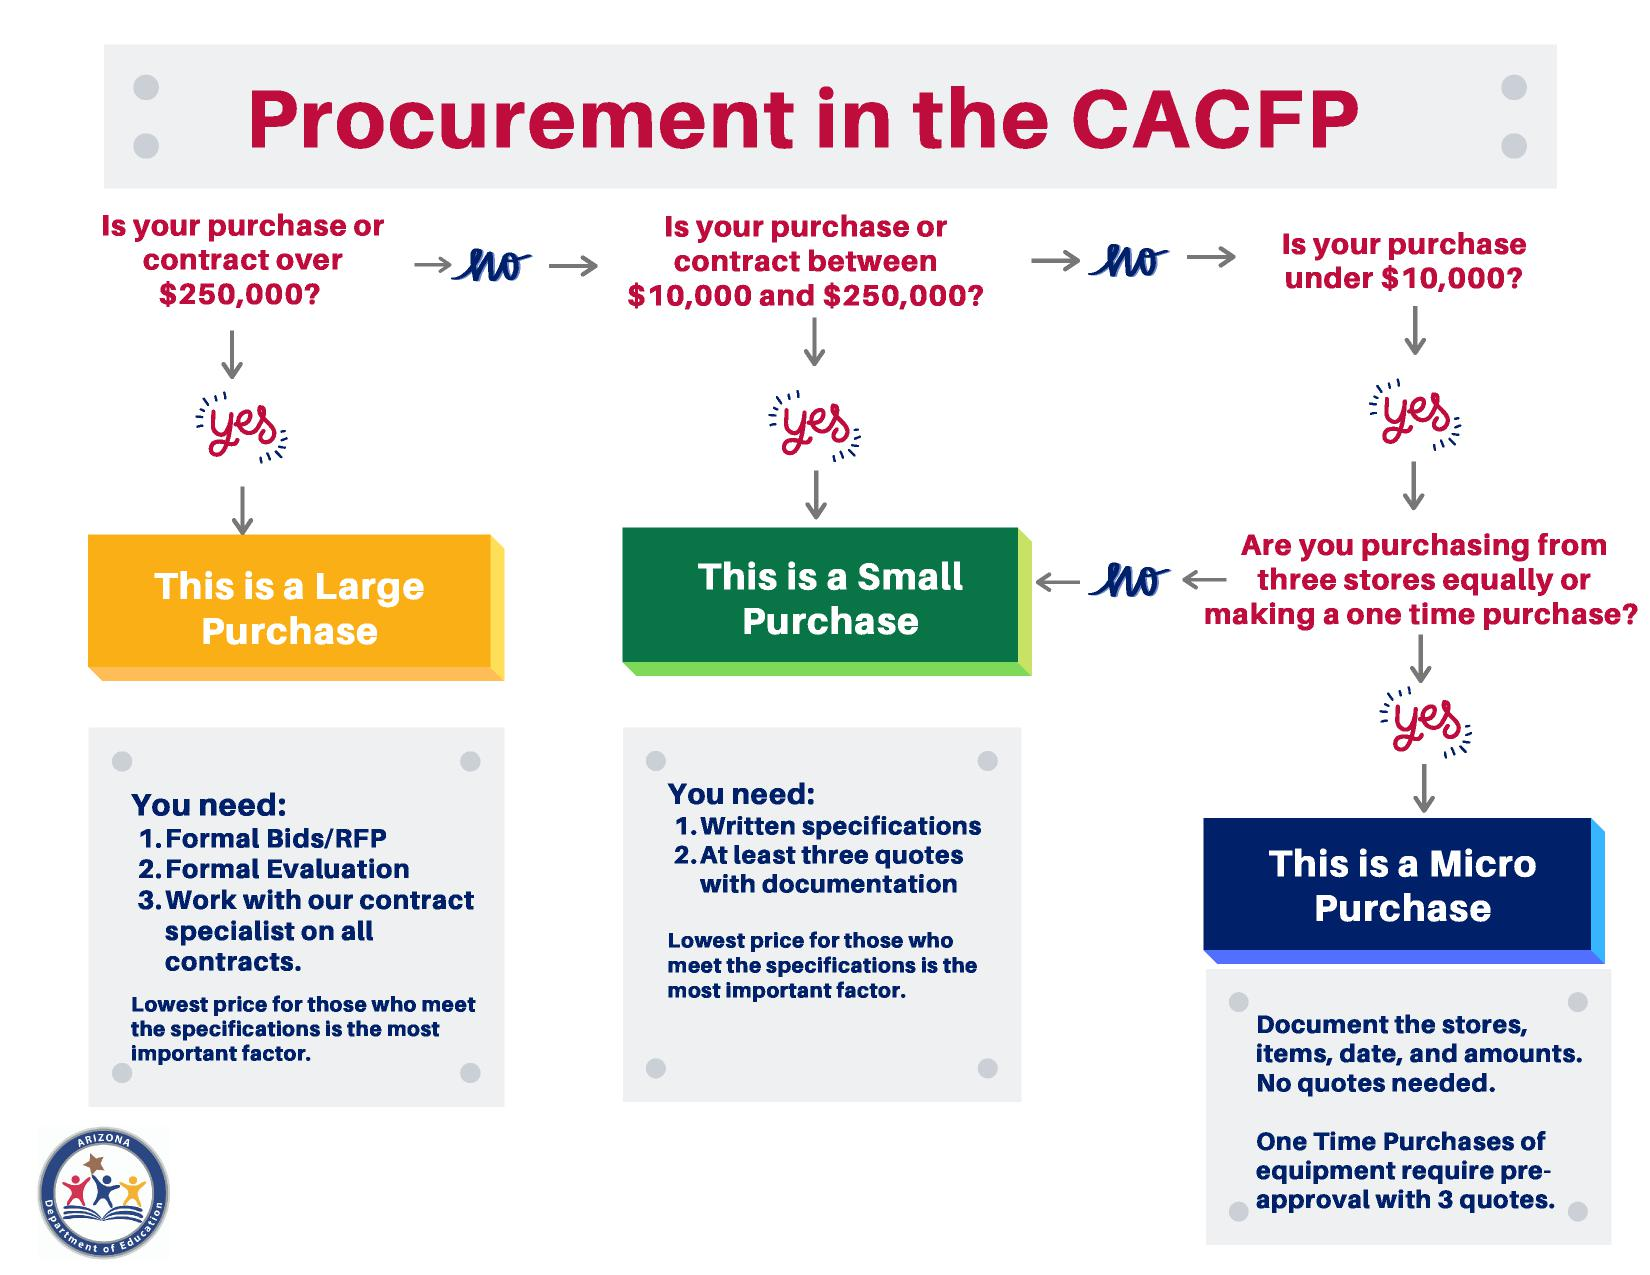 Procurement in the CACFP
Is your purchase or
contract over
$250,000?
no
Is your purchase or
contract between
$10,000 and $250,000?
no
Is your purchase
under $10,000?
yes
yes
yes
This is a Large
Purchase
This is a Small
Purchase
no
Are you purchasing from
three stores equally or
making a one time purchase?
yes
You need:
1. Formal Bids/RFP
2. Formal Evaluation
3. Work with our contract
specialist on all
contracts.
Lowest price for those who meet
the specifications is the most
important factor.
You need:
1. Written specifications
2. At least three quotes
with documentation
Lowest price for those who
meet the specifications is the
most important factor.
This is a Micro
Purchase
Document the stores,
items, date, and amounts.
No quotes needed.
One Time Purchases of
equipment require pre-
approval with 3 quotes.
ARIZONA
Department of Education